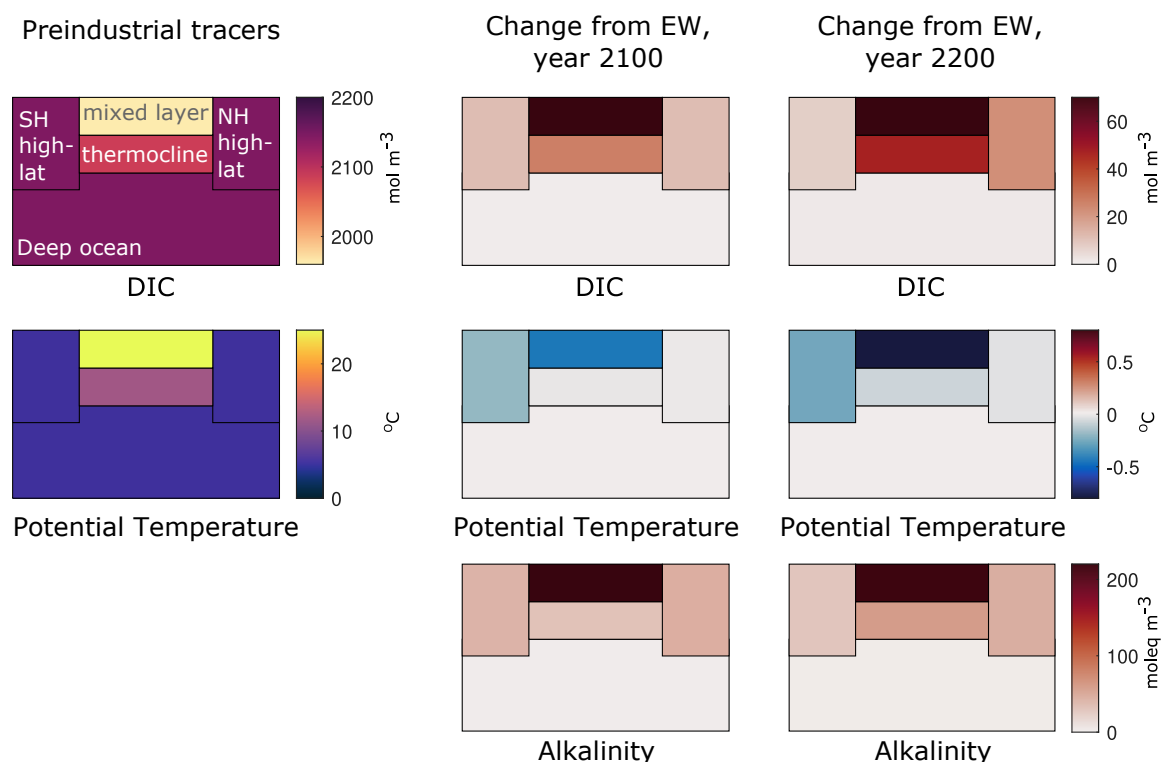 Preindustrial tracers
Change from EW,
year 2100
Change from EW,
year 2200
SH
high-
lat
mixed layer
thermocline
NH
high-
lat
Deep ocean
2200
2100
2000
mol m⁻³
60
40
20
0
mol m⁻³
DIC
DIC
DIC
20
10
0
°C
0.5
0
-0.5
°C
Potential Temperature
Potential Temperature
Potential Temperature
200
100
0
moleq m⁻³
Alkalinity
Alkalinity